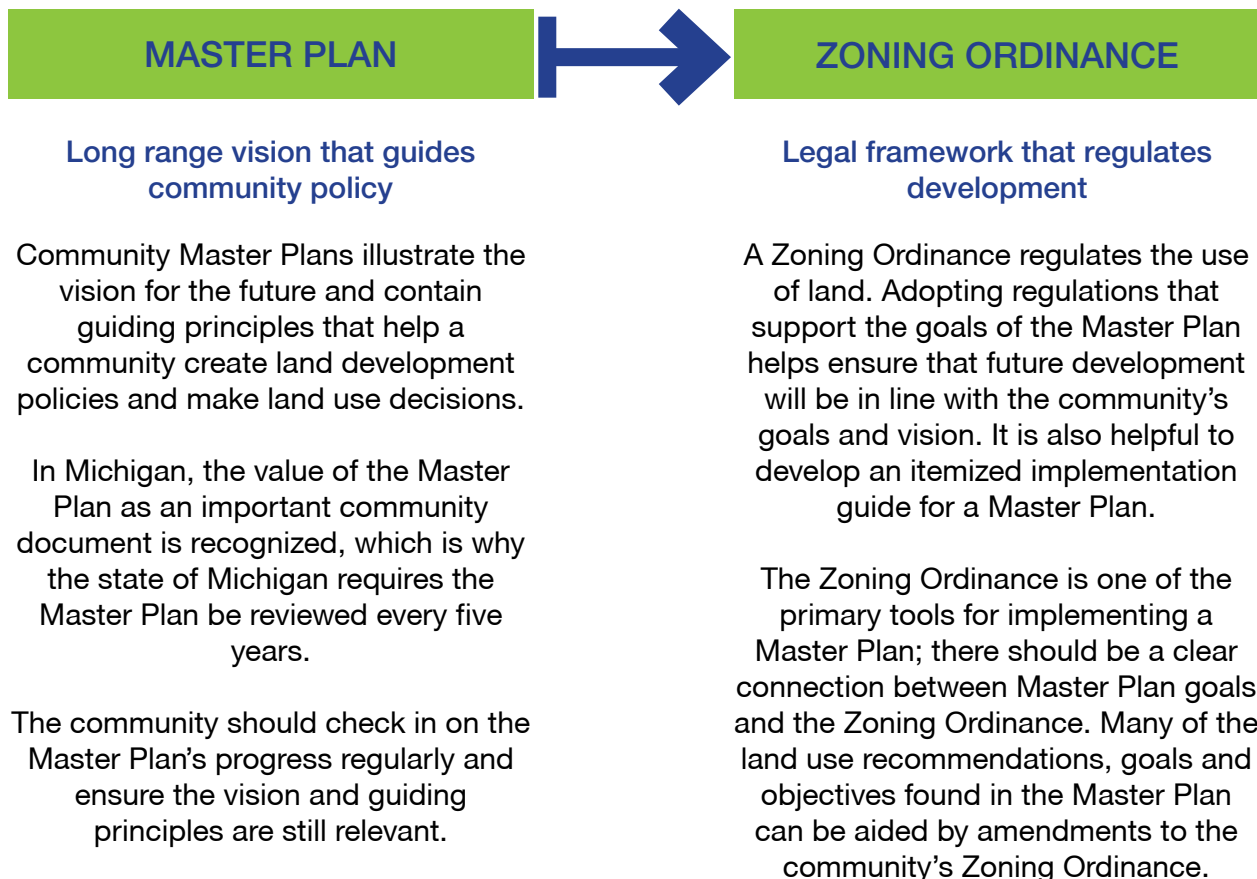 MASTER PLAN
Long range vision that guides
community policy
Community Master Plans illustrate the
vision for the future and contain
guiding principles that help a
community create land development
policies and make land use decisions.
In Michigan, the value of the Master
Plan as an important community
document is recognized, which is why
the state of Michigan requires the
Master Plan be reviewed every five
years.
The community should check in on the
Master Plan’s progress regularly and
ensure the vision and guiding
principles are still relevant.
ZONING ORDINANCE
Legal framework that regulates
development
A Zoning Ordinance regulates the use
of land. Adopting regulations that
support the goals of the Master Plan
helps ensure that future development
will be in line with the community’s
goals and vision. It is also helpful to
develop an itemized implementation
guide for a Master Plan.
The Zoning Ordinance is one of the
primary tools for implementing a
Master Plan; there should be a clear
connection between Master Plan goals
and the Zoning Ordinance. Many of the
land use recommendations, goals and
objectives found in the Master Plan
can be aided by amendments to the
community’s Zoning Ordinance.